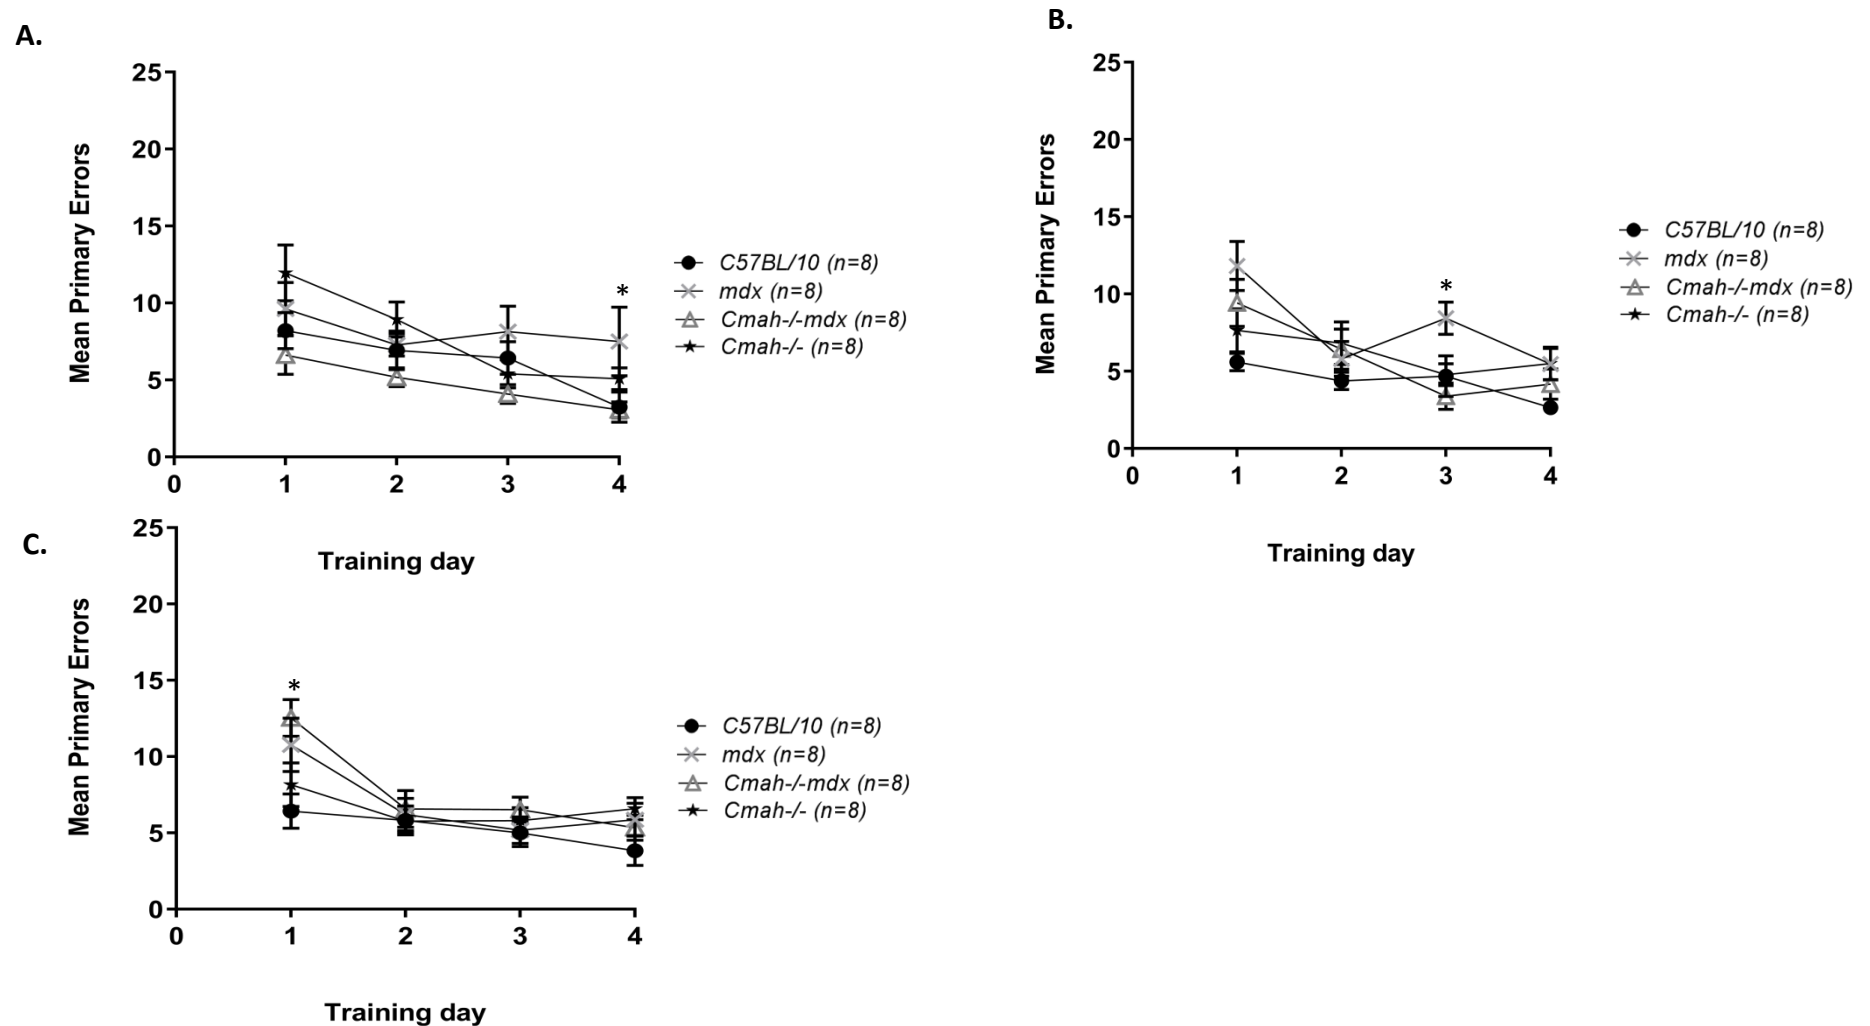 A.
Mean Primary Errors
25
20
15
10
5
0
0 1 2 3 4
*
Training day
C57BL/10 (n=8)
mdx (n=8)
Cmah-/-mdx (n=8)
Cmah-/- (n=8)
B.
Mean Primary Errors
25
20
15
10
5
0
0 1 2 3 4
*
Training day
C57BL/10 (n=8)
mdx (n=8)
Cmah-/-mdx (n=8)
Cmah-/- (n=8)
C.
Mean Primary Errors
25
20
15
10
5
0
0 1 2 3 4
*
Training day
C57BL/10 (n=8)
mdx (n=8)
Cmah-/-mdx (n=8)
Cmah-/- (n=8)